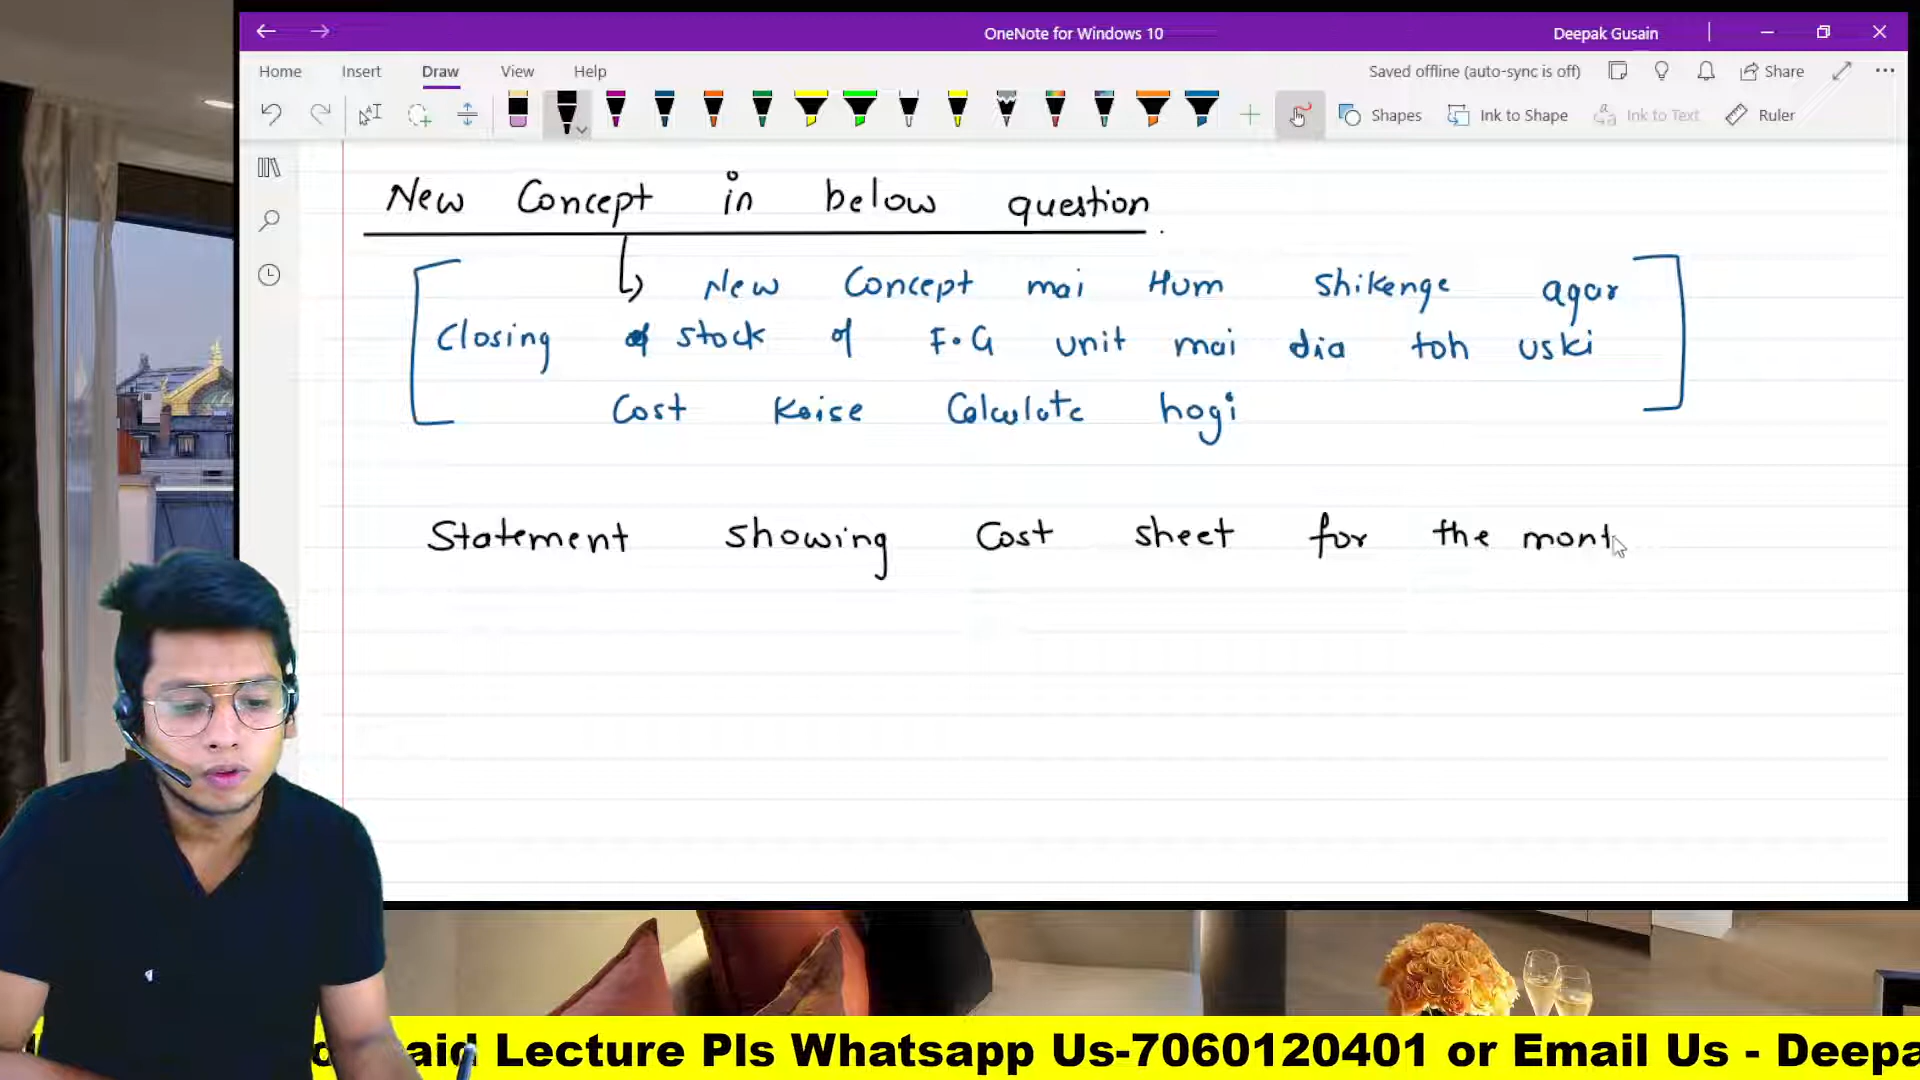 OneNote for Windows 10
Deepak Gusain
Home Insert Draw View Help
Saved offline (auto-sync is off) Share
Shapes Ink to Shape Ink to Text Ruler
New Concept in below question
New Concept mai Hum Shikenge agar
Closing stock of F.G unit mai dia toh uski
Cost Kaise Calculate hogi
Statement showing Cost sheet for the mont
Lecture Pls Whatsapp Us-7060120401 or Email Us - Deepa